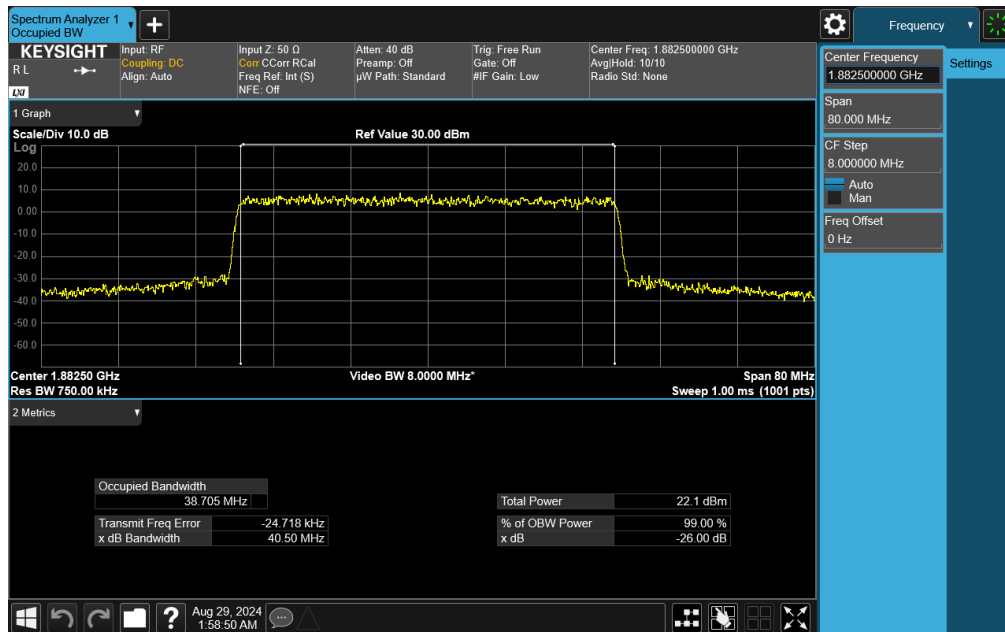 Spectrum Analyzer 1
Occupied BW
Frequency
KEYSIGHT
R L
LXI
Input: RF
Coupling: DC
Align: Auto
Input Z: 50 Ω
Corr CCorr RCal
Freq Ref: Int (S)
NFE: Off
Atten: 40 dB
Preamp: Off
µW Path: Standard
Trig: Free Run
Gate: Off
#IF Gain: Low
Center Freq: 1.882500000 GHz
Avg|Hold: 10/10
Radio Std: None
Center Frequency
1.882500000 GHz
Settings
Span
80.000 MHz
CF Step
8.000000 MHz
Auto
Man
Freq Offset
0 Hz
1 Graph
Scale/Div 10.0 dB
Ref Value 30.00 dBm
Log
20.0
10.0
0.00
-10.0
-20.0
-30.0
-40.0
-50.0
-60.0
Center 1.88250 GHz
Video BW 8.0000 MHz*
Span 80 MHz
Res BW 750.00 kHz
Sweep 1.00 ms (1001 pts)
2 Metrics
Occupied Bandwidth
38.705 MHz
Total Power 22.1 dBm
Transmit Freq Error -24.718 kHz
% of OBW Power 99.00 %
x dB Bandwidth 40.50 MHz
x dB -26.00 dB
?
Aug 29, 2024
1:58:50 AM